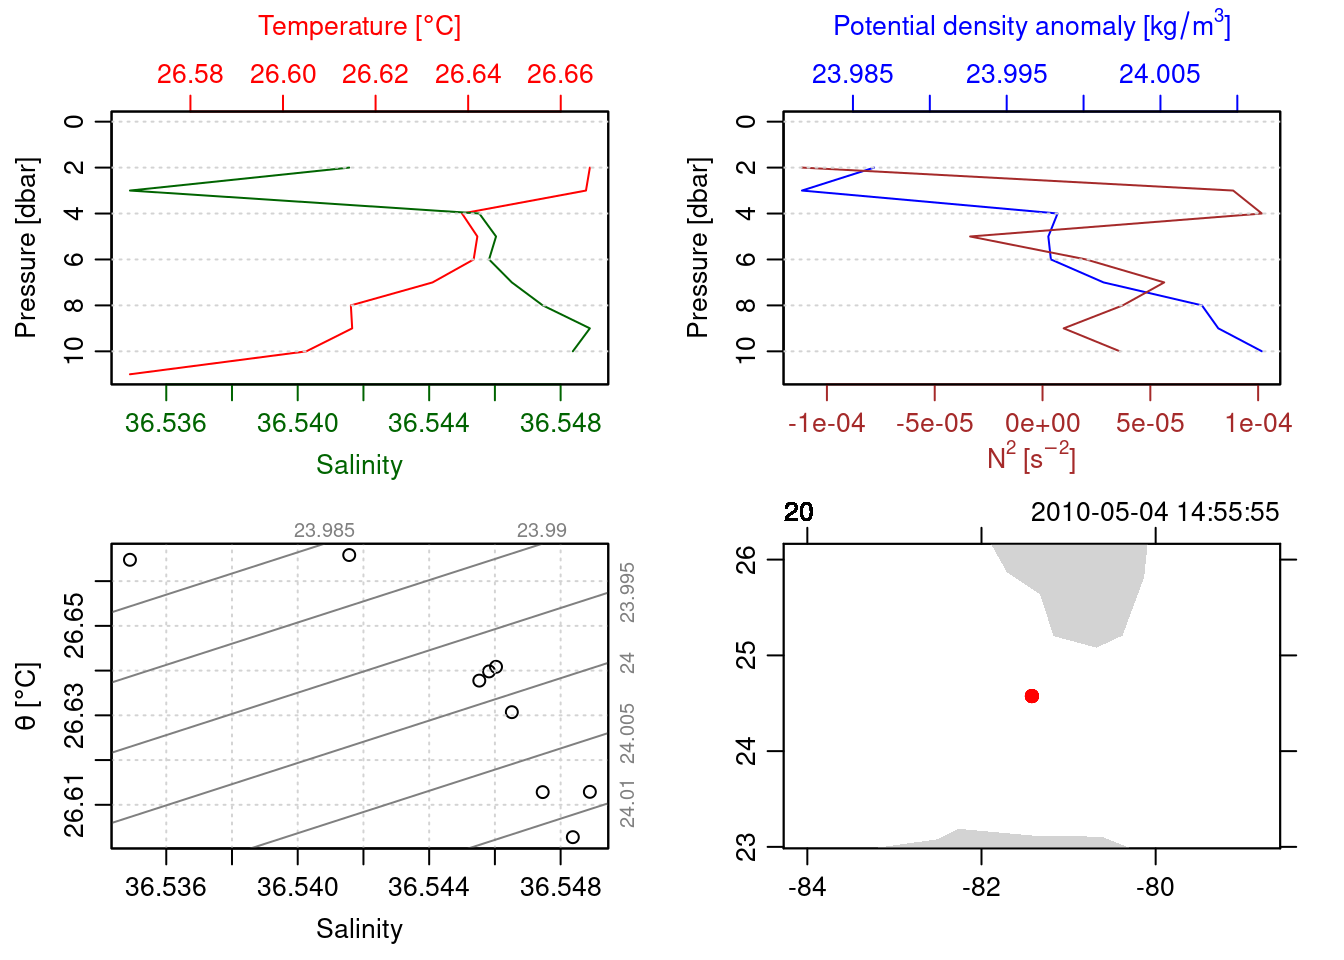 Temperature [°C]
26.58 26.60 26.62 26.64 26.66
Pressure [dbar]
0
2
4
6
8
10
36.536 36.540 36.544 36.548
Salinity
Potential density anomaly [kg/m³]
23.985 23.995 24.005
Pressure [dbar]
0
2
4
6
8
10
-1e-04 -5e-05 0e+00 5e-05 1e-04
N² [s⁻²]
23.985 23.99
23.995
24
24.005
24.01
θ [°C]
26.65
26.63
26.61
36.536 36.540 36.544 36.548
Salinity
20 2010-05-04 14:55:55
26
25
24
23
-84 -82 -80